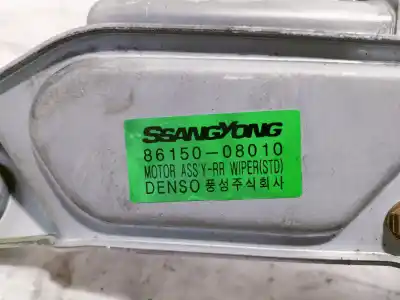 SSANGYONG
86150-08010
MOTOR ASS'Y-RR WIPER(STD)
DENSO 풍성주식회사